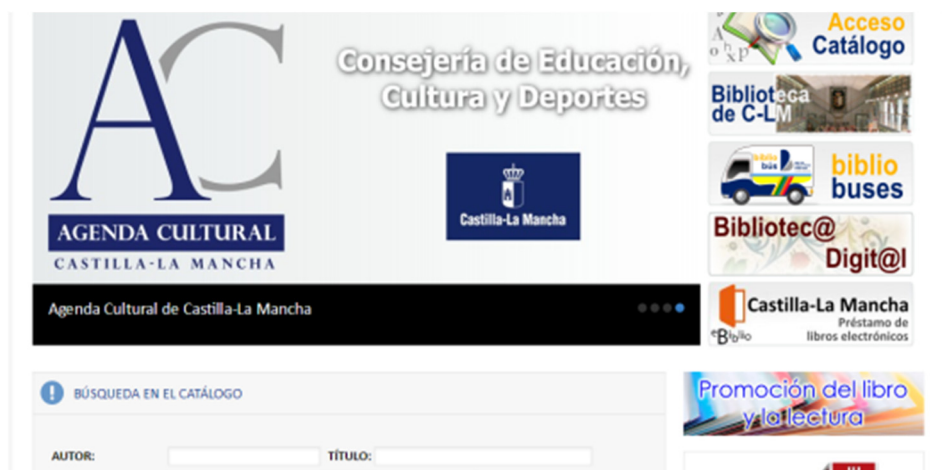 AC
Consejería de Educación,
Cultura y Deportes
Castilla-La Mancha
AGENDA CULTURAL
CASTILLA-LA MANCHA
Agenda Cultural de Castilla-La Mancha
Acceso
Catálogo
Biblioteca
de C-LM
biblio
buses
Bibliotec@
Digit@l
Castilla-La Mancha
Préstamo de
libros electrónicos
eBiblio
Promoción del libro
y la lectura
BÚSQUEDA EN EL CATÁLOGO
AUTOR:
TÍTULO: